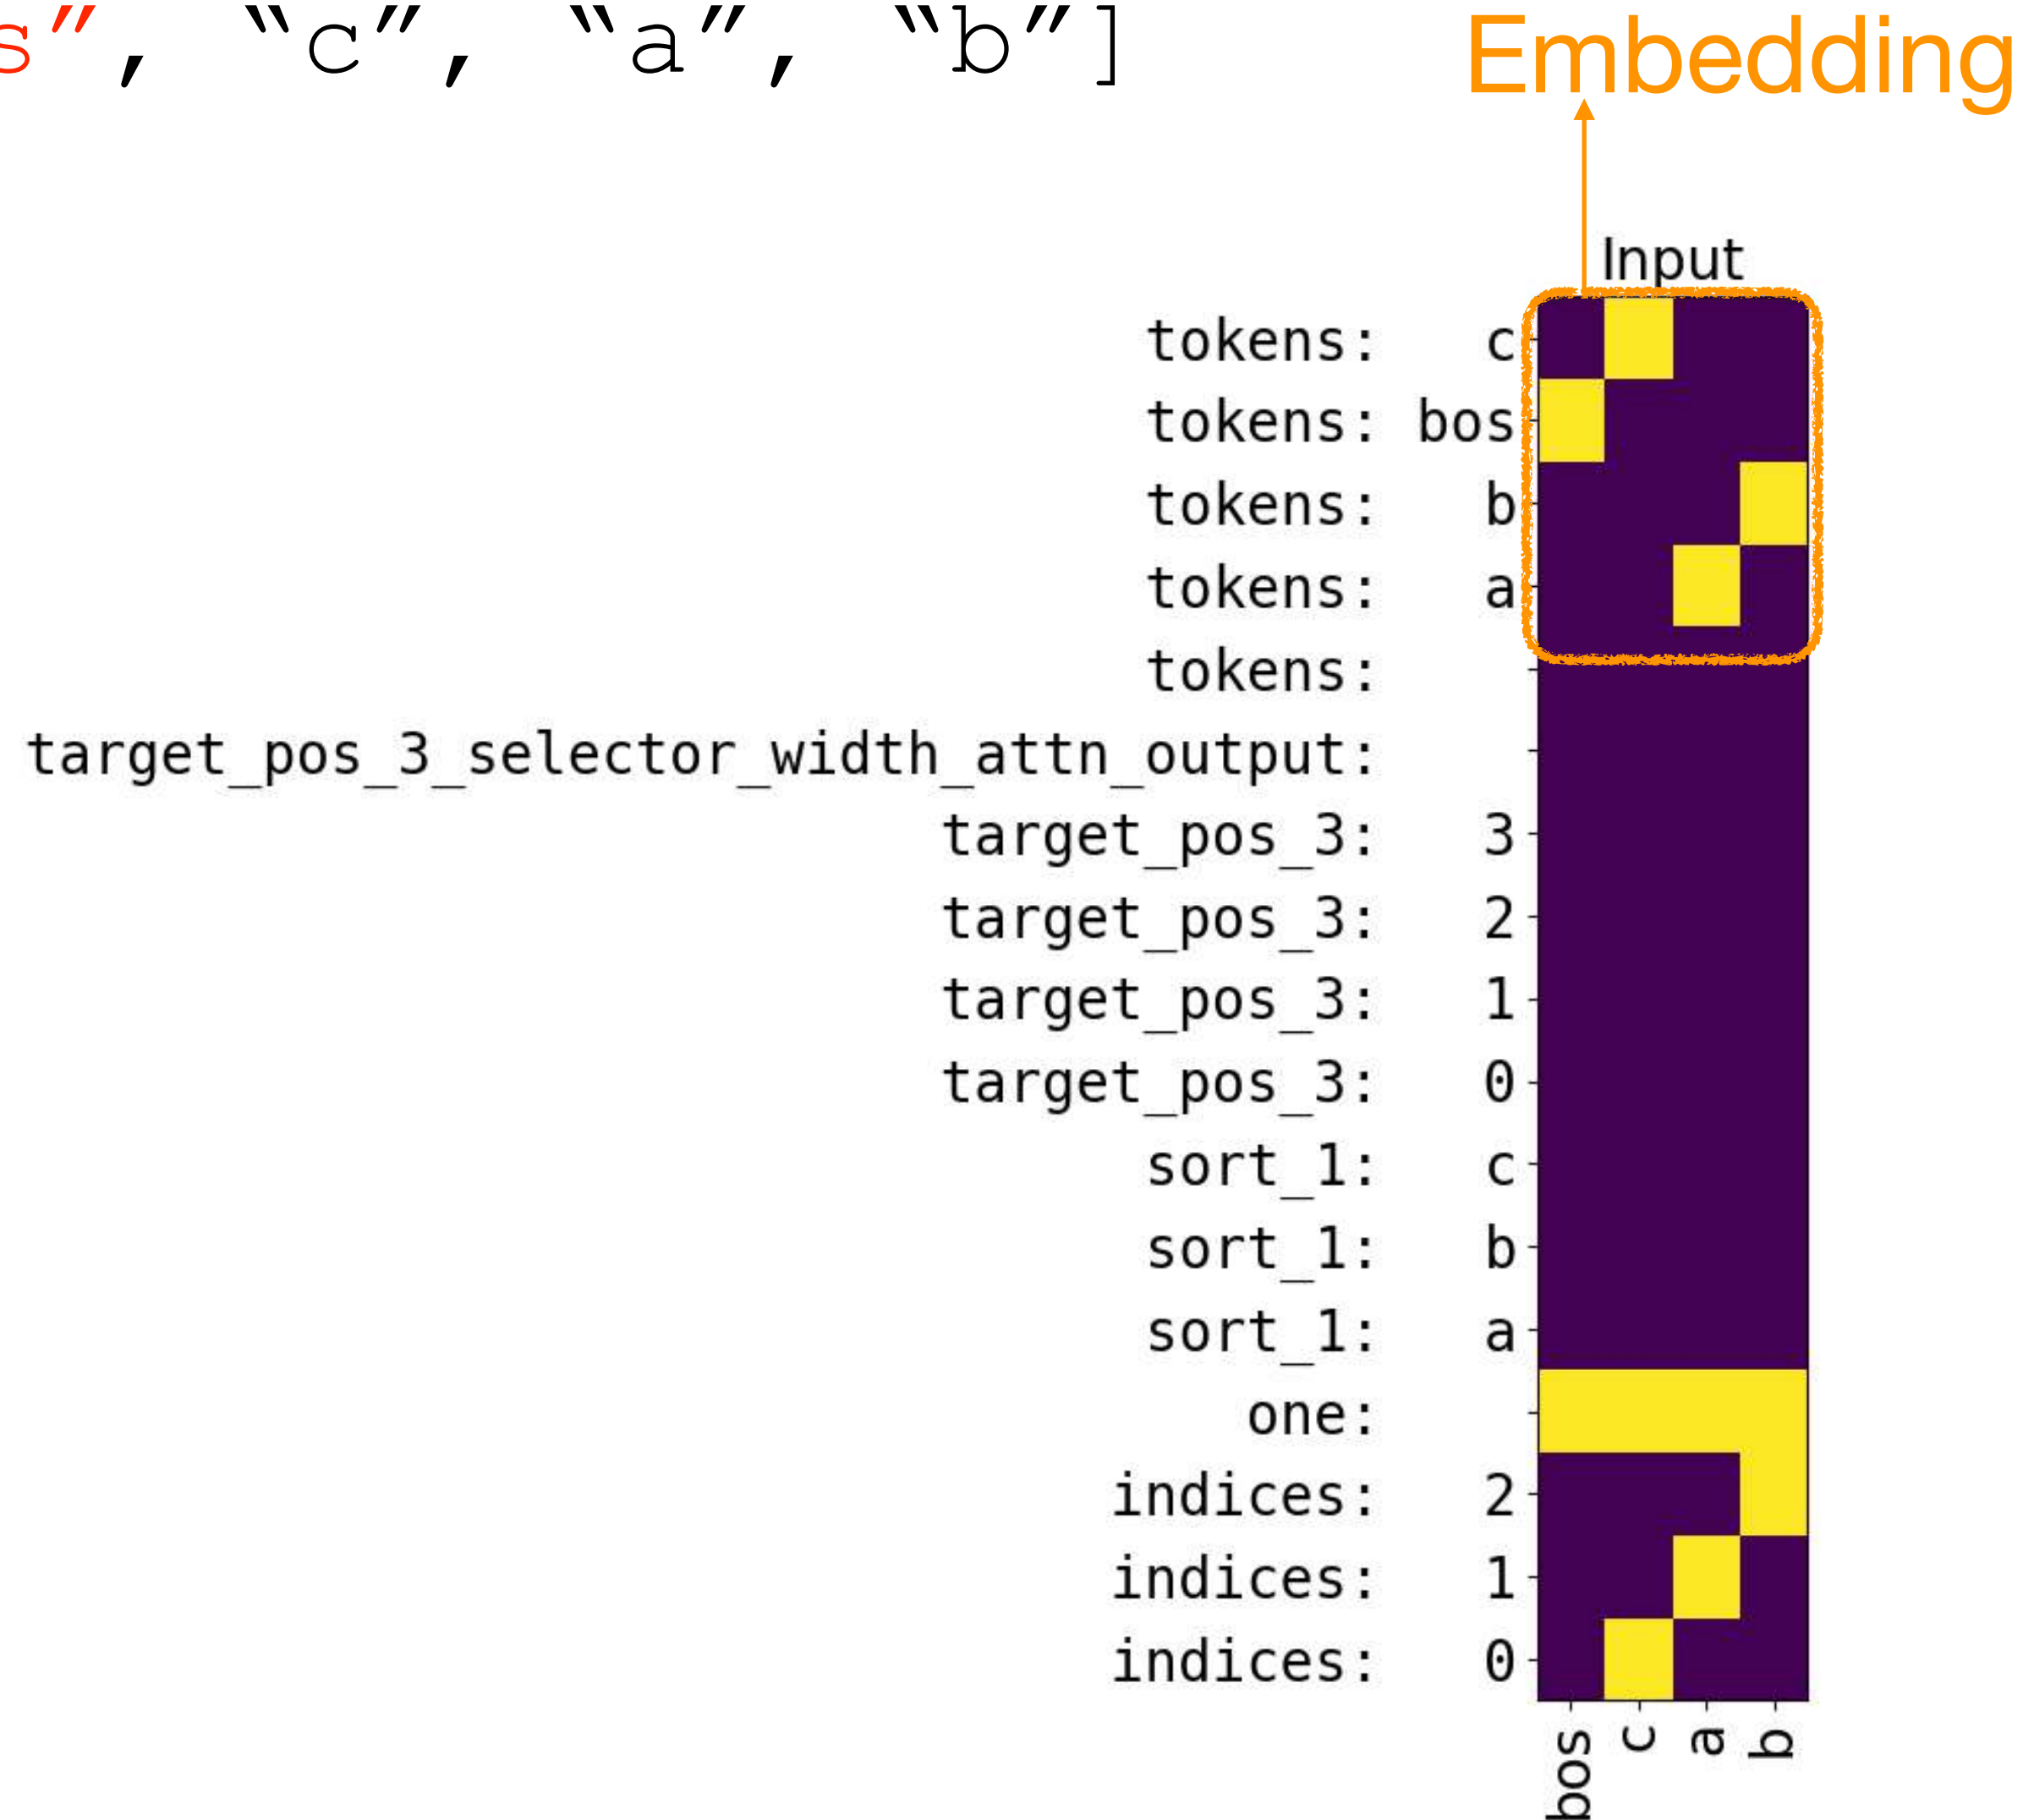 s”, “c”, “a”, “b”]
Embedding
Input
tokens: c
tokens: bos
tokens: b
tokens: a
tokens:
target_pos_3_selector_width_attn_output:
target_pos_3: 3
target_pos_3: 2
target_pos_3: 1
target_pos_3: 0
sort_1: c
sort_1: b
sort_1: a
one:
indices: 2
indices: 1
indices: 0
bos c a b